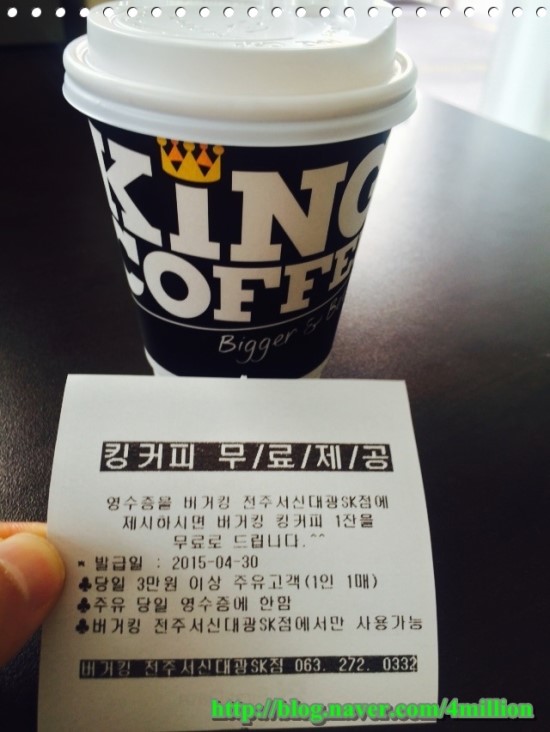 KING
COFFE
Bigger &
킹커피 무/료/제/공
영수증을 버거킹 전주서신대광SK점에
제시하시면 버거킹 킹커피 1잔을
무료로 드립니다.^^
* 발급일 : 2015-04-30
♣당일 3만원 이상 주유고객(1인 1매)
♣주유 당일 영수증에 한함
♣버거킹 전주서신대광SK점에서만 사용가능
버거킹 전주서신대광SK점 063. 272. 0332
http://blog.naver.com/4million